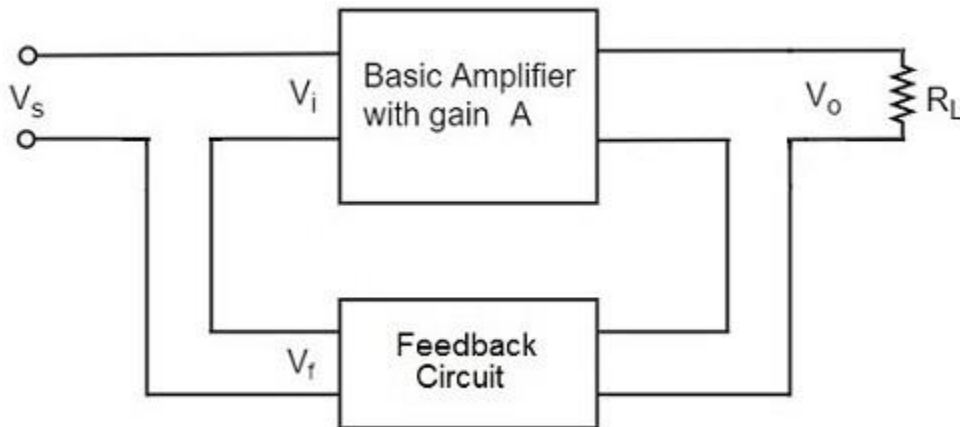 Vs
Vi
Basic Amplifier
with gain A
Vo
RL
Vf
Feedback
Circuit